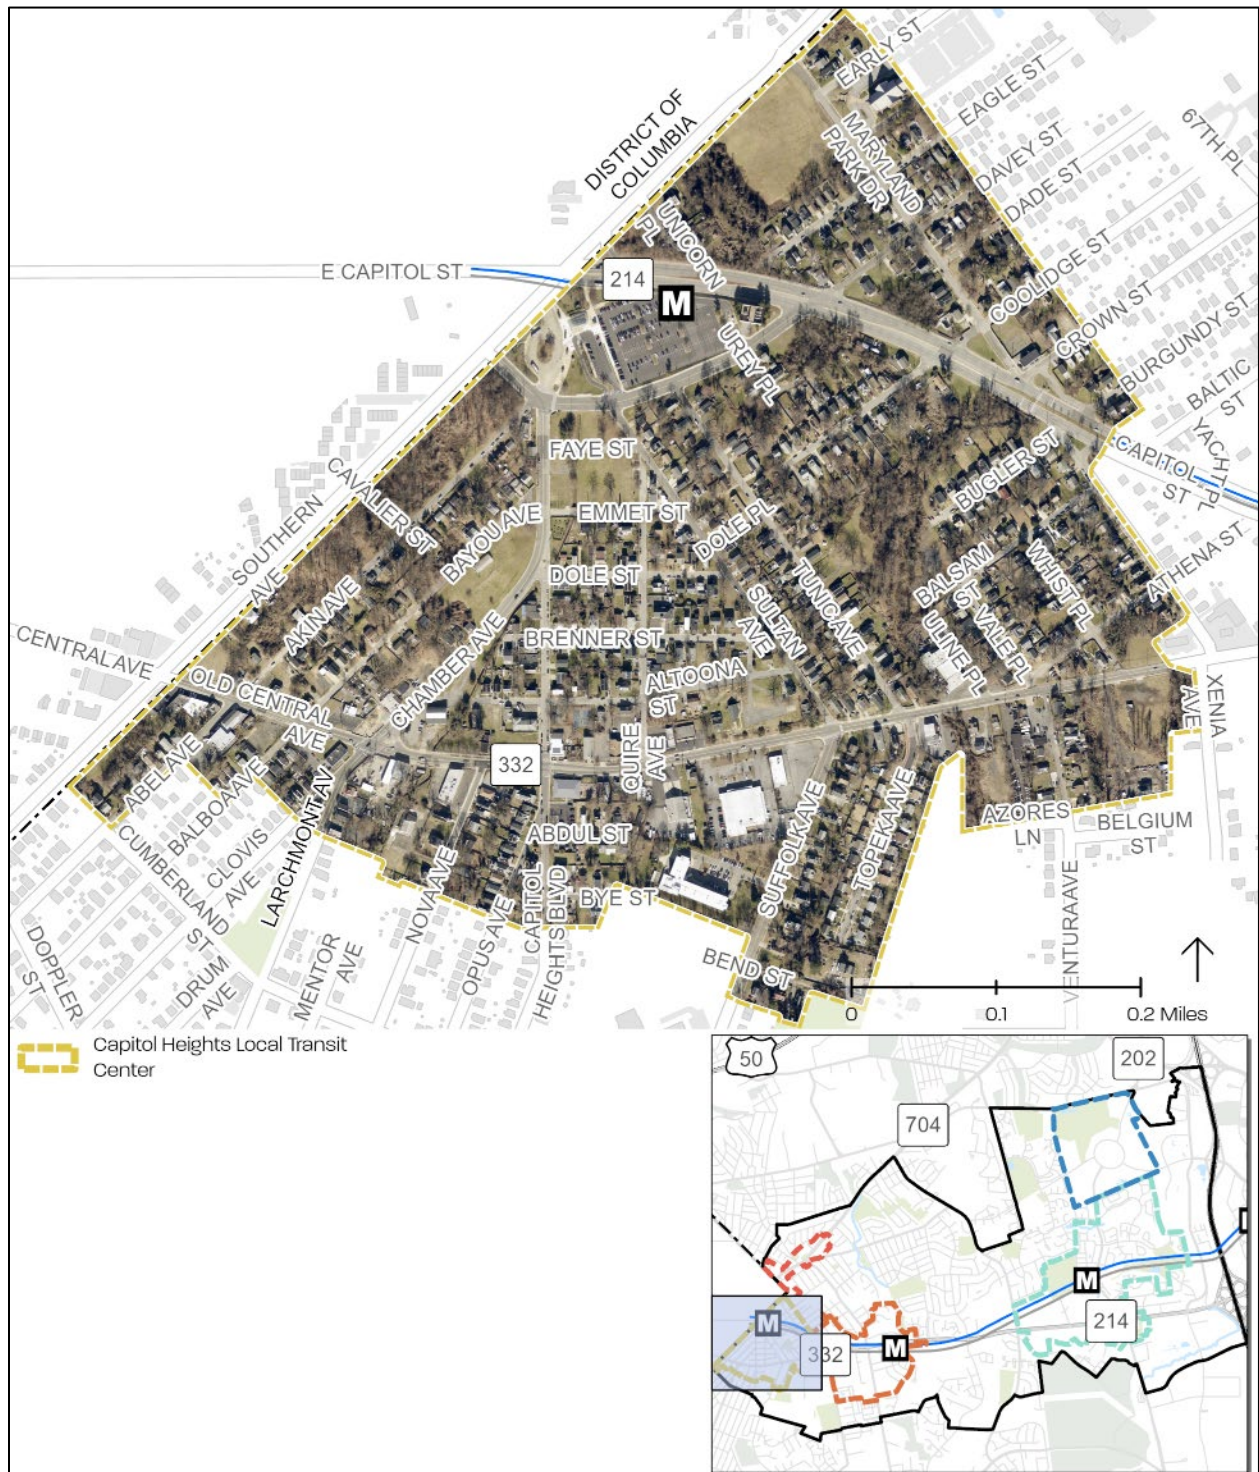 EARLY ST
EAGLE ST
67TH PL
DISTRICT OF
COLUMBIA
MARYLAND
PARK DR
DAVEY ST
DADE ST
UNICORN
PL
E CAPITOL ST
214
M
COOLIDGE ST
CROWN ST
BURGUNDY ST
BALTIC
ST
YACHT PL
UREY PL
CAPITOL
ST
FAYE ST
BUGLER ST
CAVALIER ST
BAYOU AVE
EMMET ST
DOLE PL
SOUTHERN
AVE
DOLE ST
TUNIC AVE
BALSAM
ST
WHIST PL
ATHENA ST
AKIN AVE
SULTAN
AVE
VALE PL
ULINE PL
CENTRAL AVE
BRENNER ST
CHAMBER AVE
ALTOONA
ST
OLD CENTRAL
AVE
XENIA
AVE
ABEL AVE
332
QUIRE
AVE
BALBOA AVE
LARCHMONT AV
CUMBERLAND
ST
CLOVIS
AVE
ABDUL ST
SUFFOLK AVE
TOPEKA AVE
AZORES
LN
BELGIUM
ST
NOVA AVE
CAPITOL
HEIGHTS BLVD
BYE ST
OPUS AVE
DOPPLER
ST
DRUM
AVE
MENTOR
AVE
BEND ST
VENTURA AVE
0 0.1 0.2 Miles
Capitol Heights Local Transit
Center
50
202
704
M
M
214
332
M